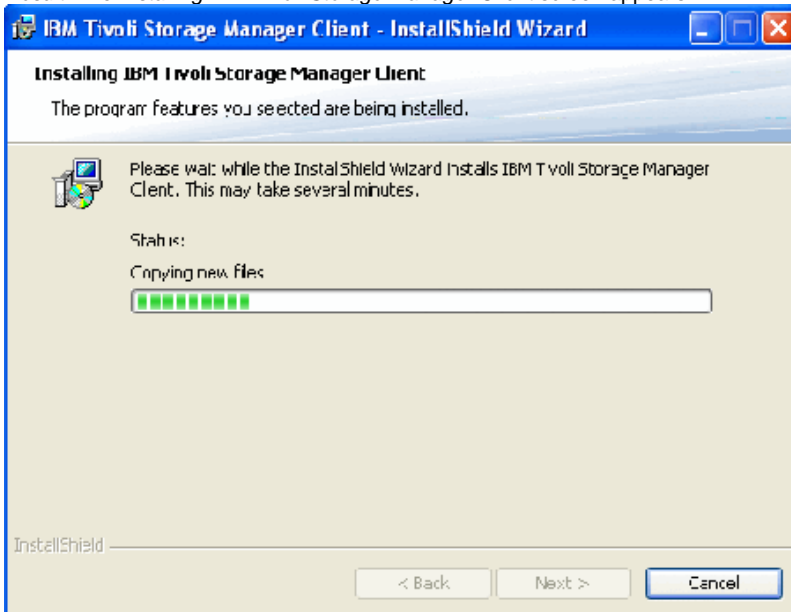 IBM Tivoli Storage Manager Client - InstallShield Wizard
Installing IBM Tivoli Storage Manager Client
The program features you selected are being installed.
Please wait while the InstallShield Wizard installs IBM Tivoli Storage Manager
Client. This may take several minutes.
Status:
Copying new files
InstallShield
< Back
Next >
Cancel